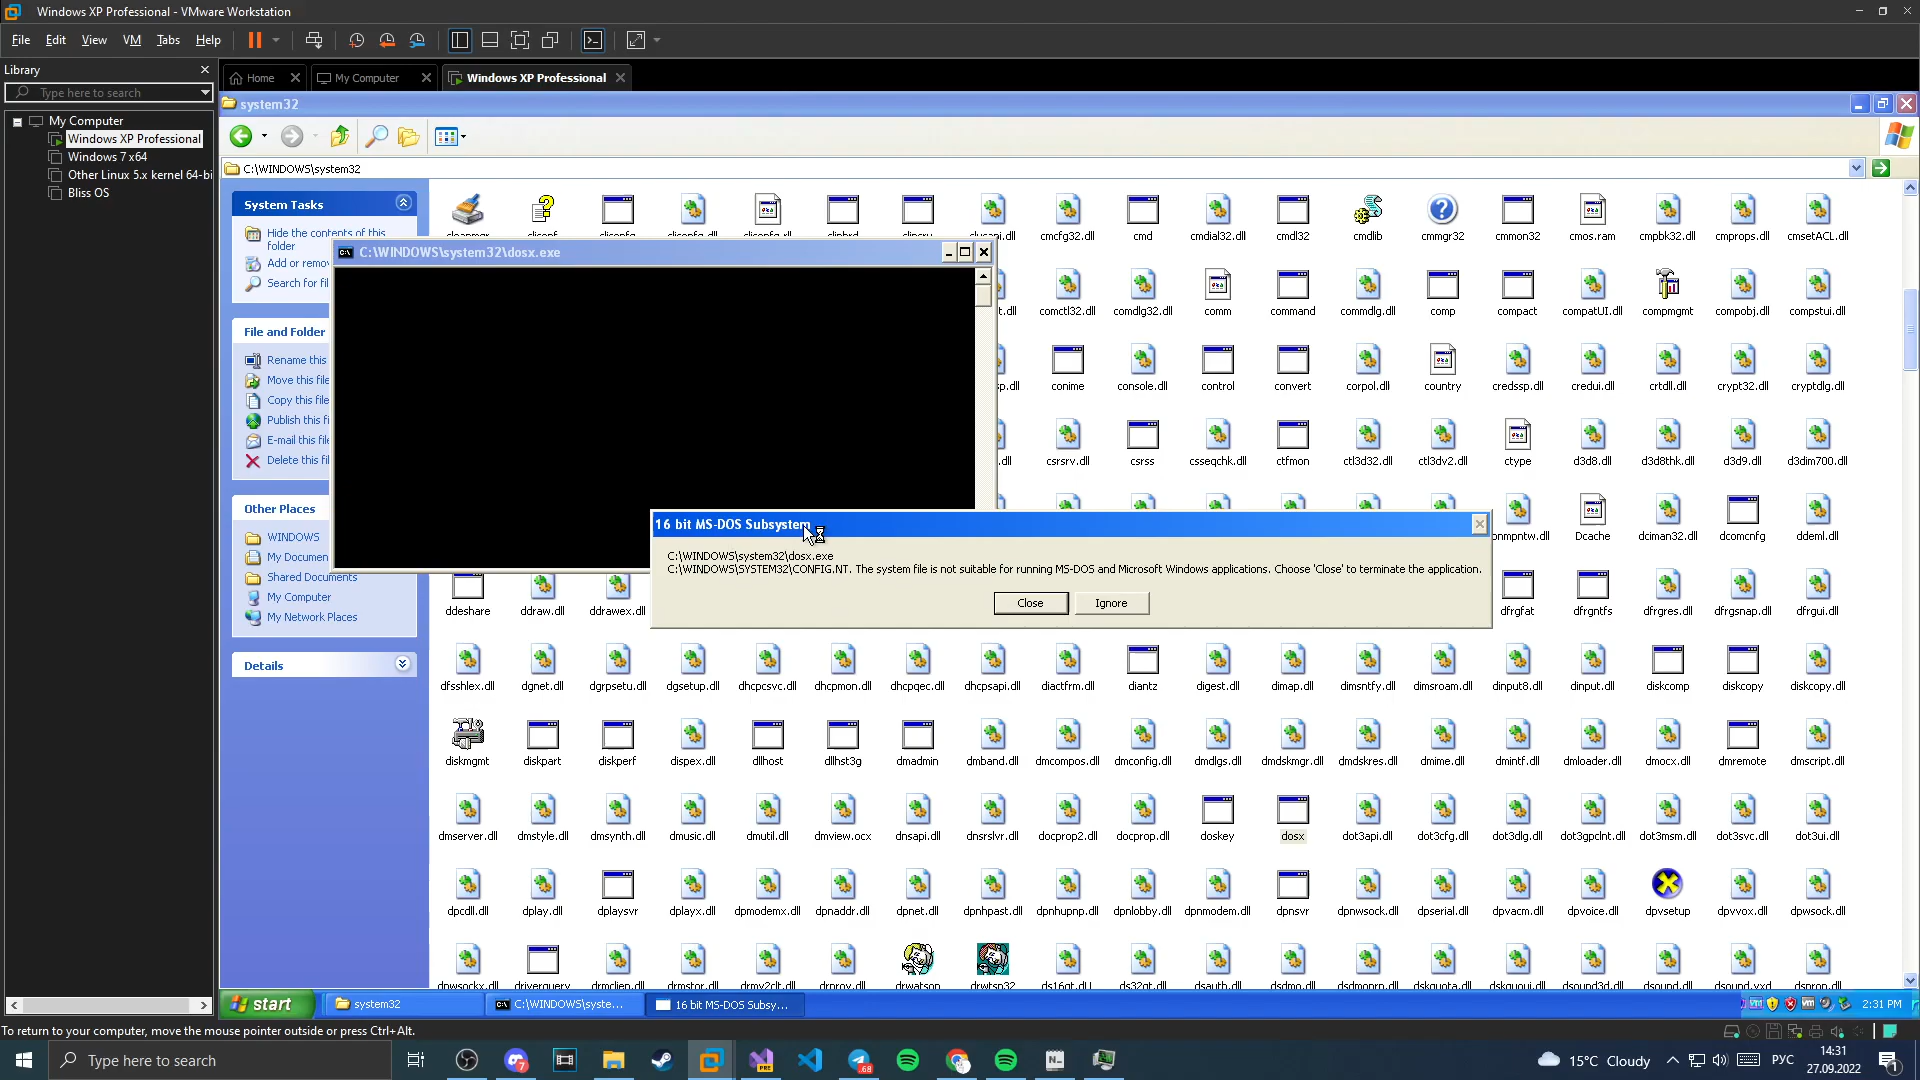 Windows XP Professional - VMware Workstation
File Edit View VM Tabs Help
Library
Type here to search
My Computer
Windows XP Professional
Windows 7 x64
Other Linux 5.x kernel 64-bi
Bliss OS
Home
My Computer
Windows XP Professional
system32
C:\WINDOWS\system32
System Tasks
Hide the contents of this
folder
Add or remo
Search for fil
File and Folder
Rename this
Move this file
Copy this file
Publish this fi
E-mail this file
Delete this fil
Other Places
WINDOWS
My Documen
Shared Documents
My Computer
My Network Places
Details
cmcfg32.dll cmd cmdial32.dll cmdl32 cmdlib cmmgr32 cmmon32 cmos.ram cmpbk32.dll cmprops.dll cmsetACL.dll
C:\WINDOWS\system32\dosx.exe
t.dll comctl32.dll comdlg32.dll comm command commdlg.dll comp compact compatUI.dll compmgmt compobj.dll compstui.dll
p.dll conime console.dll control convert corpol.dll country credssp.dll credui.dll crtdll.dll crypt32.dll cryptdlg.dll
.dll csrsrv.dll csrss csseqchk.dll ctfmon ctl3d32.dll ctl3dv2.dll ctype d3d8.dll d3d8thk.dll d3d9.dll d3dim700.dll
Dcache dciman32.dll dcomcnfg ddeml.dll
16 bit MS-DOS Subsystem
C:\WINDOWS\system32\dosx.exe
C:\WINDOWS\SYSTEM32\CONFIG.NT. The system file is not suitable for running MS-DOS and Microsoft Windows applications. Choose 'Close' to terminate the application.
Close Ignore
ddeshare ddraw.dll ddrawex.dll dfrgfat dfrgntfs dfrgres.dll dfrgsnap.dll dfrgui.dll
dfsshlex.dll dgnet.dll dgrpsetu.dll dgsetup.dll dhcpcsvc.dll dhcpmon.dll dhcpqec.dll dhcpsapi.dll diactfrm.dll diantz digest.dll dimap.dll dimsntfy.dll dimsroam.dll dinput8.dll dinput.dll diskcomp diskcopy diskcopy.dll
diskmgmt diskpart diskperf dispex.dll dllhost dllhst3g dmadmin dmband.dll dmcompos.dll dmconfig.dll dmdlgs.dll dmdskmgr.dll dmdskres.dll dmime.dll dmintf.dll dmloader.dll dmocx.dll dmremote dmscript.dll
dmserver.dll dmstyle.dll dmsynth.dll dmusic.dll dmutil.dll dmview.ocx dnsapi.dll dnsrslvr.dll docprop2.dll docprop.dll doskey dosx dot3api.dll dot3cfg.dll dot3dlg.dll dot3gpclnt.dll dot3msm.dll dot3svc.dll dot3ui.dll
dpcdll.dll dplay.dll dplaysvr dplayx.dll dpmodemx.dll dpnaddr.dll dpnet.dll dpnhpast.dll dpnhupnp.dll dpnlobby.dll dpnmodem.dll dpnsvr dpnwsock.dll dpserial.dll dpvacm.dll dpvoice.dll dpvsetup dpvvox.dll dpwsock.dll
start
system32
C:\WINDOWS\syste...
16 bit MS-DOS Subsy...
2:31 PM
To return to your computer, move the mouse pointer outside or press Ctrl+Alt.
Type here to search
15°C Cloudy
РУС
14:31
27.09.2022